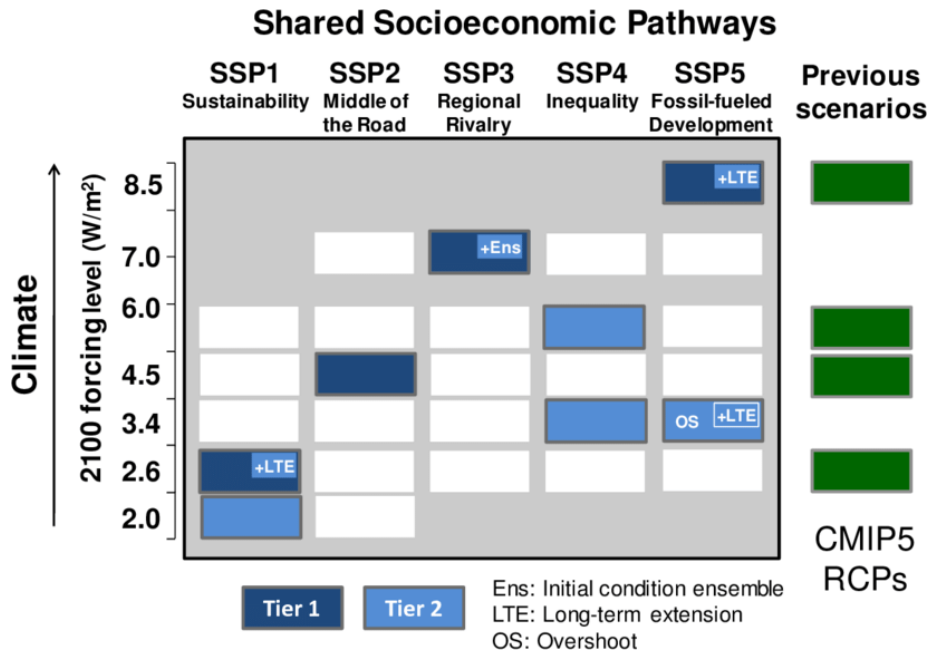 Shared Socioeconomic Pathways
SSP1 SSP2 SSP3 SSP4 SSP5
Sustainability Middle of the Road Regional Rivalry Inequality Fossil-fueled Development
Previous scenarios
Climate
2100 forcing level (W/m²)
8.5 +LTE
7.0 +Ens
6.0
4.5
3.4 OS +LTE
2.6 +LTE
2.0
CMIP5
RCPs
Tier 1 Tier 2
Ens: Initial condition ensemble
LTE: Long-term extension
OS: Overshoot